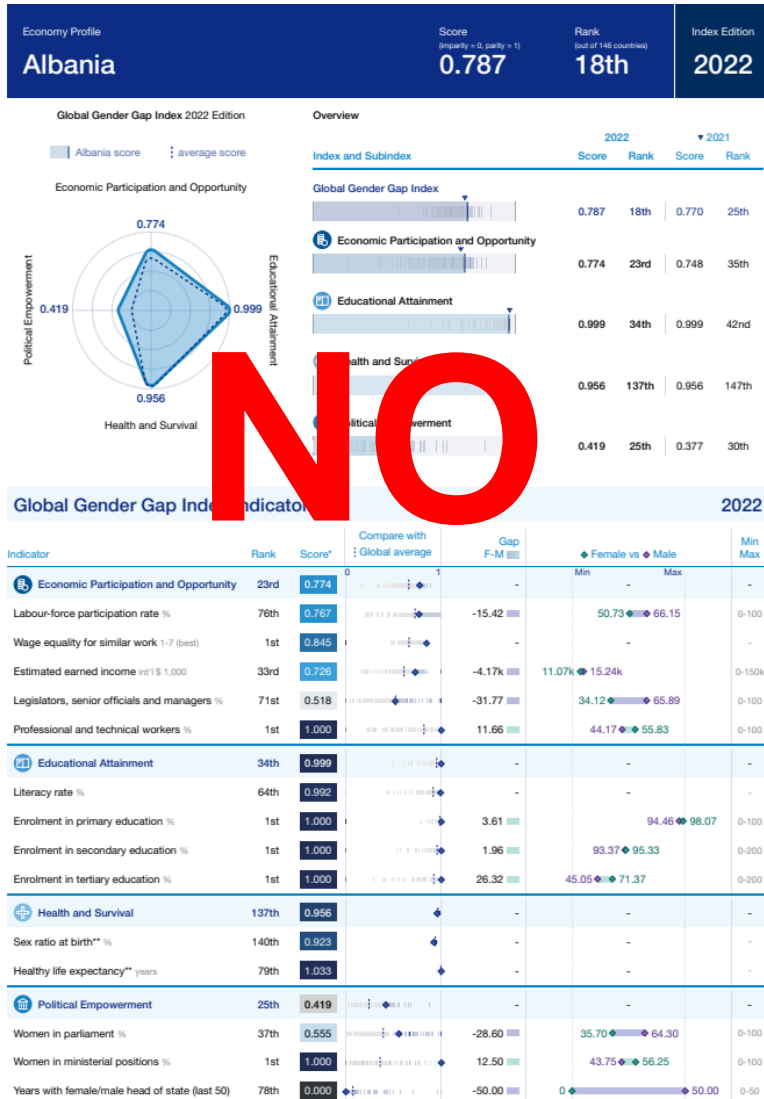 Economy Profile
Albania
Score
(imparity = 0, parity = 1)
0.787
Rank
(out of 146 countries)
18th
Index Edition
2022
Global Gender Gap Index 2022 Edition
Albania score
average score
Economic Participation and Opportunity
0.774
Political Empowerment
0.419
0.999
Educational Attainment
0.956
Health and Survival
Overview
2022 2021
Index and Subindex Score Rank Score Rank
Global Gender Gap Index
0.787 18th 0.770 25th
Economic Participation and Opportunity
0.774 23rd 0.748 35th
Educational Attainment
0.999 34th 0.999 42nd
ealth and Surv
0.956 137th 0.956 147th
litical werment
0.419 25th 0.377 30th
NO
Global Gender Gap Inde ndicator 2022
Compare with
Global average
Gap
F-M
Min
Max
Indicator Rank Score* Female vs Male
0 1 Min Max
Economic Participation and Opportunity 23rd 0.774 - - -
Labour-force participation rate % 76th 0.767 -15.42 50.73 66.15 0-100
Wage equality for similar work 1-7 (best) 1st 0.845 - - -
Estimated earned income int'l $ 1,000 33rd 0.726 -4.17k 11.07k 15.24k 0-150k
Legislators, senior officials and managers % 71st 0.518 -31.77 34.12 65.89 0-100
Professional and technical workers % 1st 1.000 11.66 44.17 55.83 0-100
Educational Attainment 34th 0.999 - - -
Literacy rate % 64th 0.992 - - -
Enrolment in primary education % 1st 1.000 3.61 94.46 98.07 0-100
Enrolment in secondary education % 1st 1.000 1.96 93.37 95.33 0-200
Enrolment in tertiary education % 1st 1.000 26.32 45.05 71.37 0-200
Health and Survival 137th 0.956 - - -
Sex ratio at birth** % 140th 0.923 - - -
Healthy life expectancy** years 79th 1.033 - - -
Political Empowerment 25th 0.419 - - -
Women in parliament % 37th 0.555 -28.60 35.70 64.30 0-100
Women in ministerial positions % 1st 1.000 12.50 43.75 56.25 0-100
Years with female/male head of state (last 50) 78th 0.000 -50.00 0 50.00 0-50